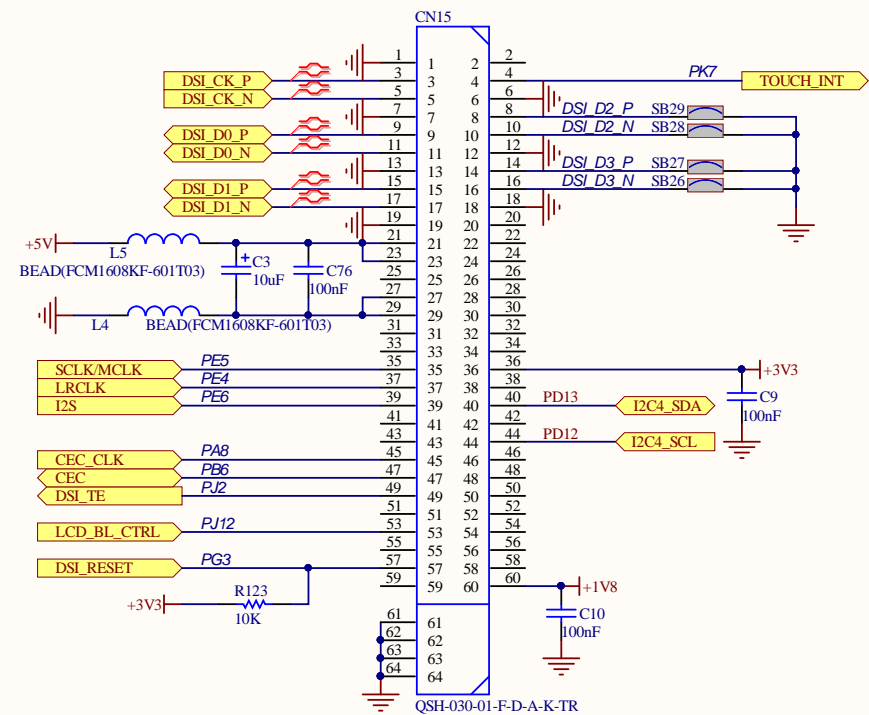 CN15
1 1 2 2
DSI_CK_P 3 3 4 4 PK7 TOUCH_INT
DSI_CK_N 5 5 6 6
7 7 8 8 DSI_D2_P SB29
DSI_D0_P 9 9 10 10 DSI_D2_N SB28
DSI_D0_N 11 11 12 12
13 13 14 14 DSI_D3_P SB27
DSI_D1_P 15 15 16 16 DSI_D3_N SB26
DSI_D1_N 17 17 18 18
19 19 20 20
+5V L5 21 21 22 22
BEAD(FCM1608KF-601T03) + C3 10uF C76 100nF 23 23 24 24
25 25 26 26
27 27 28 28
L4 BEAD(FCM1608KF-601T03) 29 29 30 30
31 31 32 32
33 33 34 34
SCLK/MCLK PE5 35 35 36 36 +3V3
LRCLK PE4 37 37 38 38 C9
I2S PE6 39 39 40 40 PD13 I2C4_SDA 100nF
41 41 42 42
43 43 44 44 PD12 I2C4_SCL
CEC_CLK PA8 45 45 46 46
CEC PB6 47 47 48 48
DSI_TE PJ2 49 49 50 50
51 51 52 52
LCD_BL_CTRL PJ12 53 53 54 54
55 55 56 56
DSI_RESET PG3 57 57 58 58
59 59 60 60 +1V8
+3V3 R123 10K
C10
100nF
61 61
62 62
63 63
64 64
QSH-030-01-F-D-A-K-TR